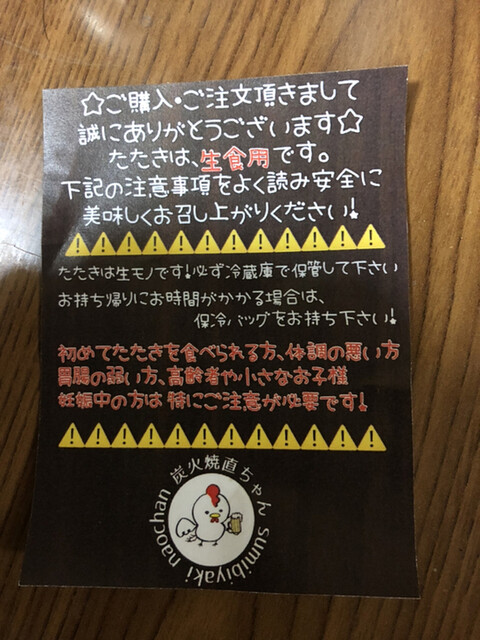 ☆ご購入・ご注文頂きまして
誠にありがとうございます☆
たたきは、生食用です。
下記の注意事項をよく読み安全に
美味しくお召し上がりください!
たたきは生モノです!必ず冷蔵庫で保管して下さい
お持ち帰りにお時間がかかる場合は、
保冷バッグをお持ち下さい!
初めてたたきを食べられる方、体調の悪い方
胃腸の弱い方、高齢者や小さなお子様
妊娠中の方は特にご注意が必要です!
炭火焼直ちゃん
sumibiyaki naochan